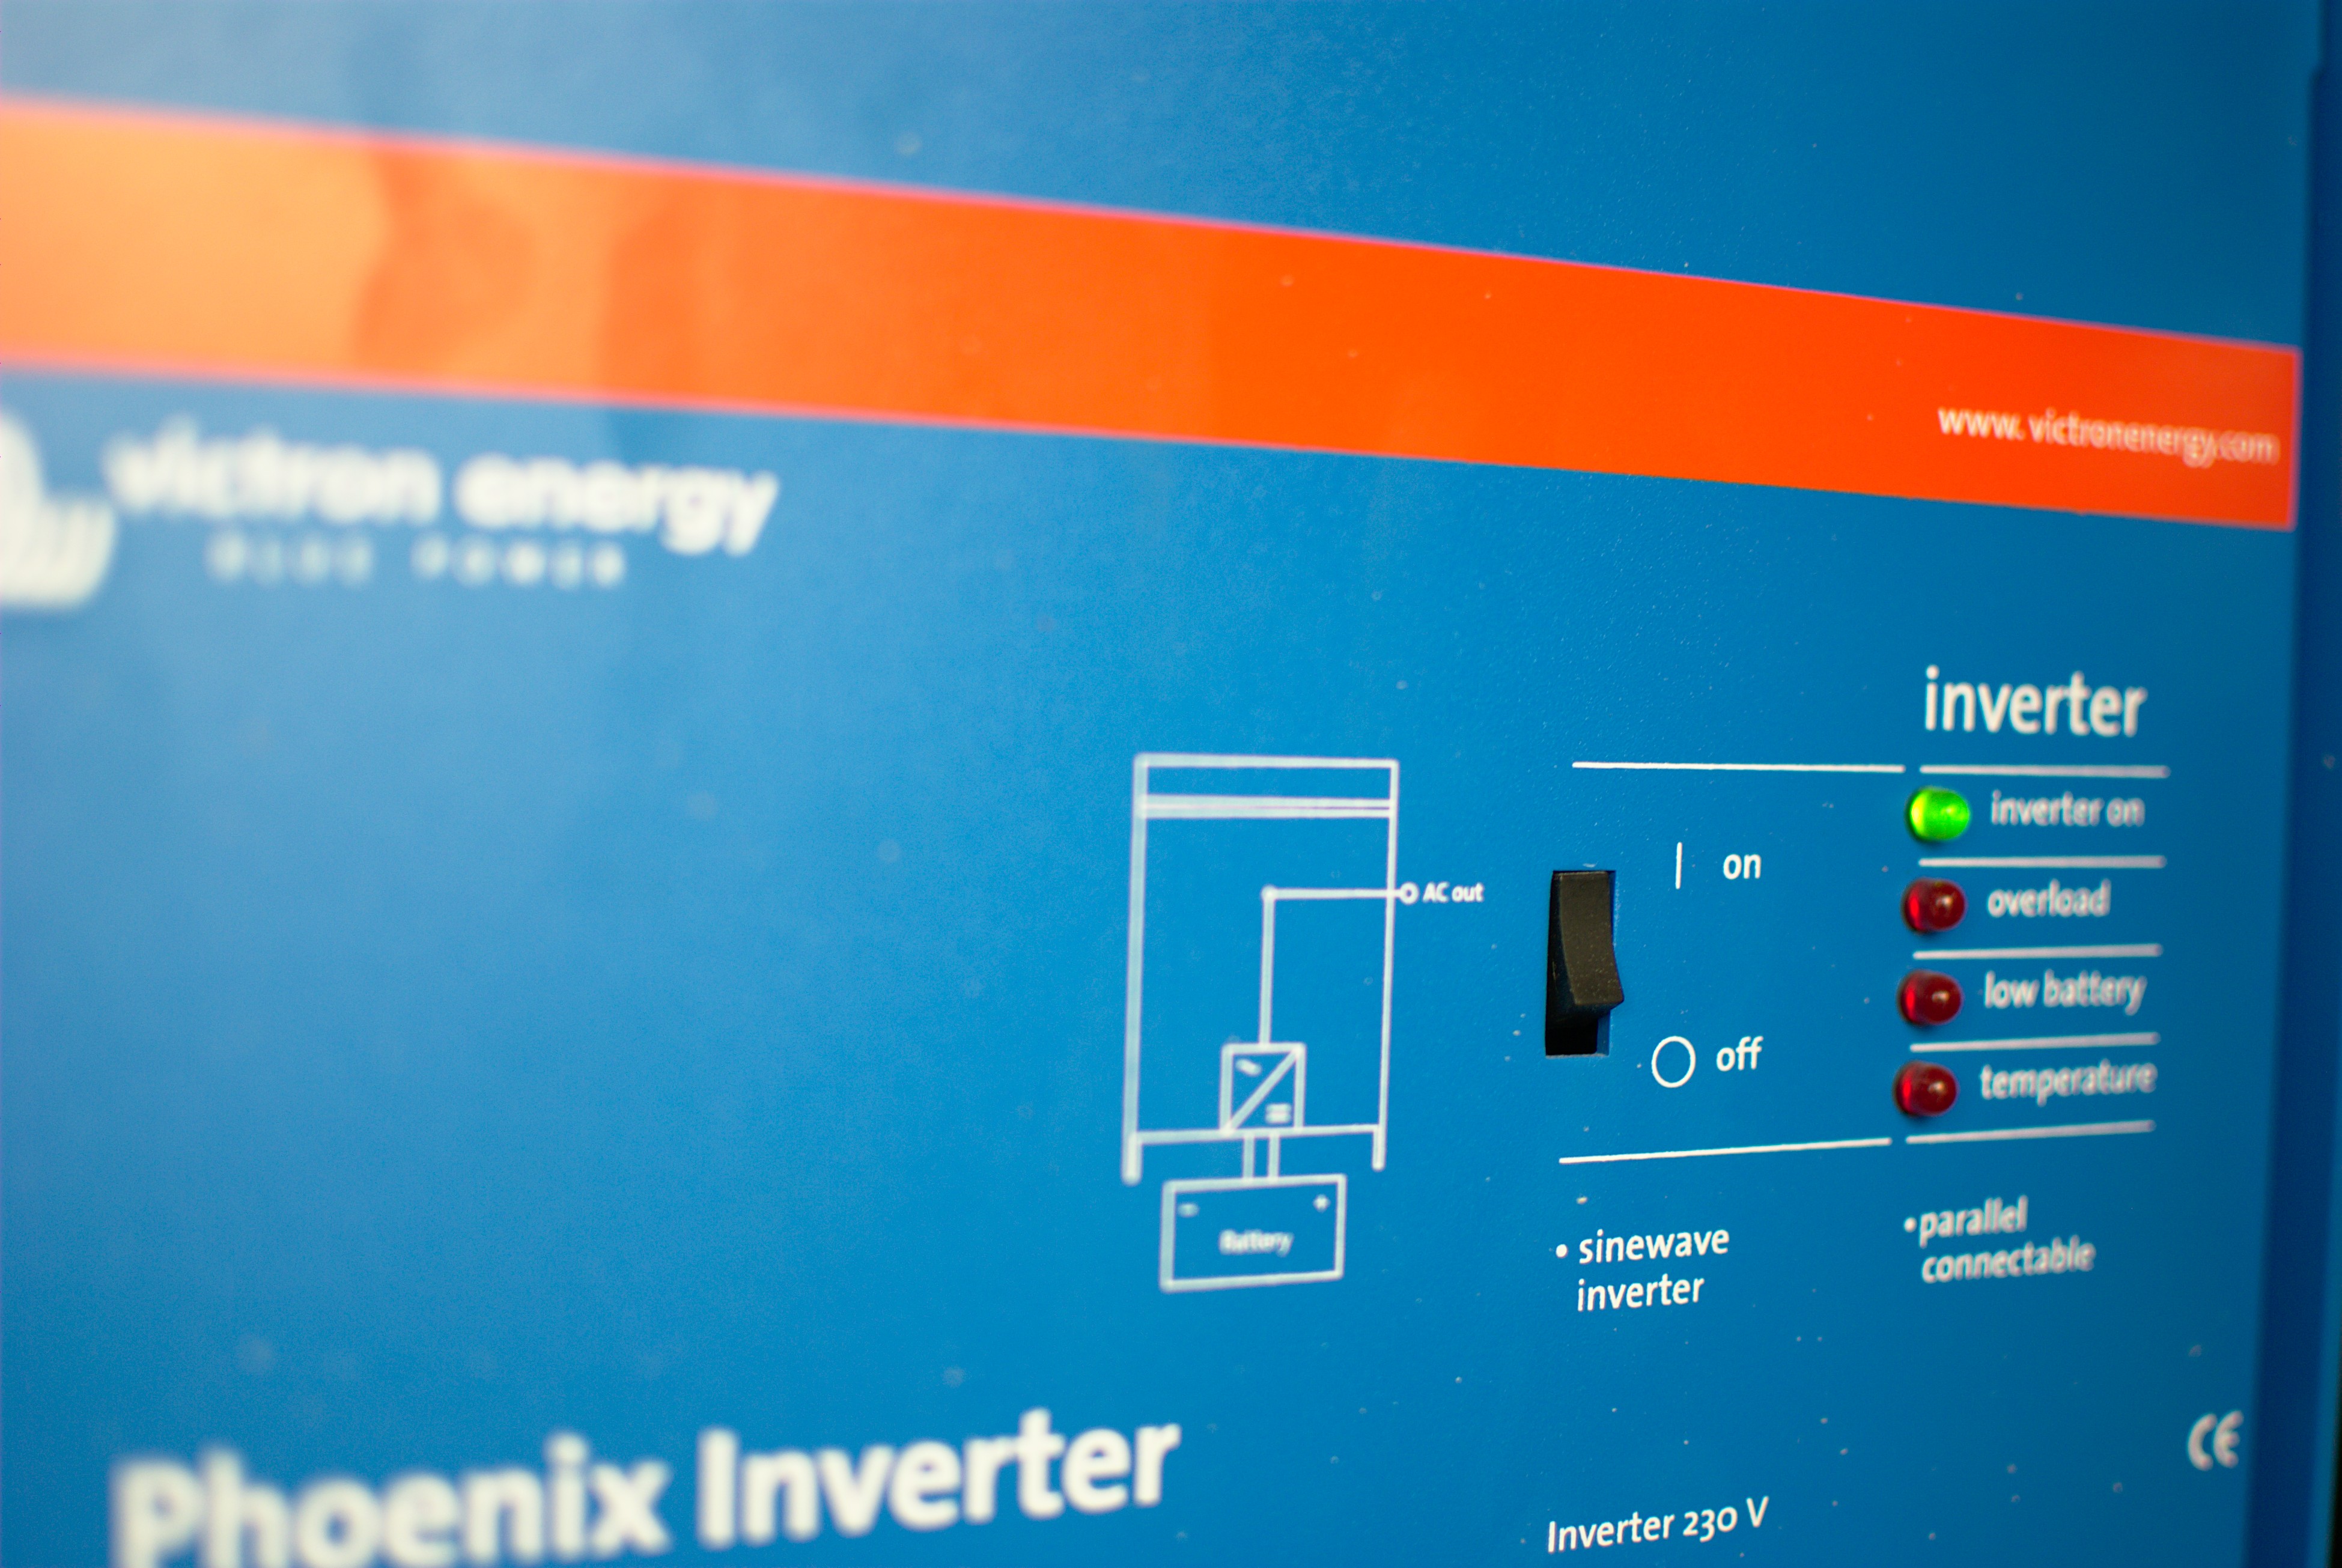 www.victronenergy.com
victron energy
BLUE POWER
inverter
inverter on
on
AC out
overload
low battery
off
temperature
- +
Battery
• sinewave
inverter
• parallel
connectable
CE
Phoenix Inverter
Inverter 230 V